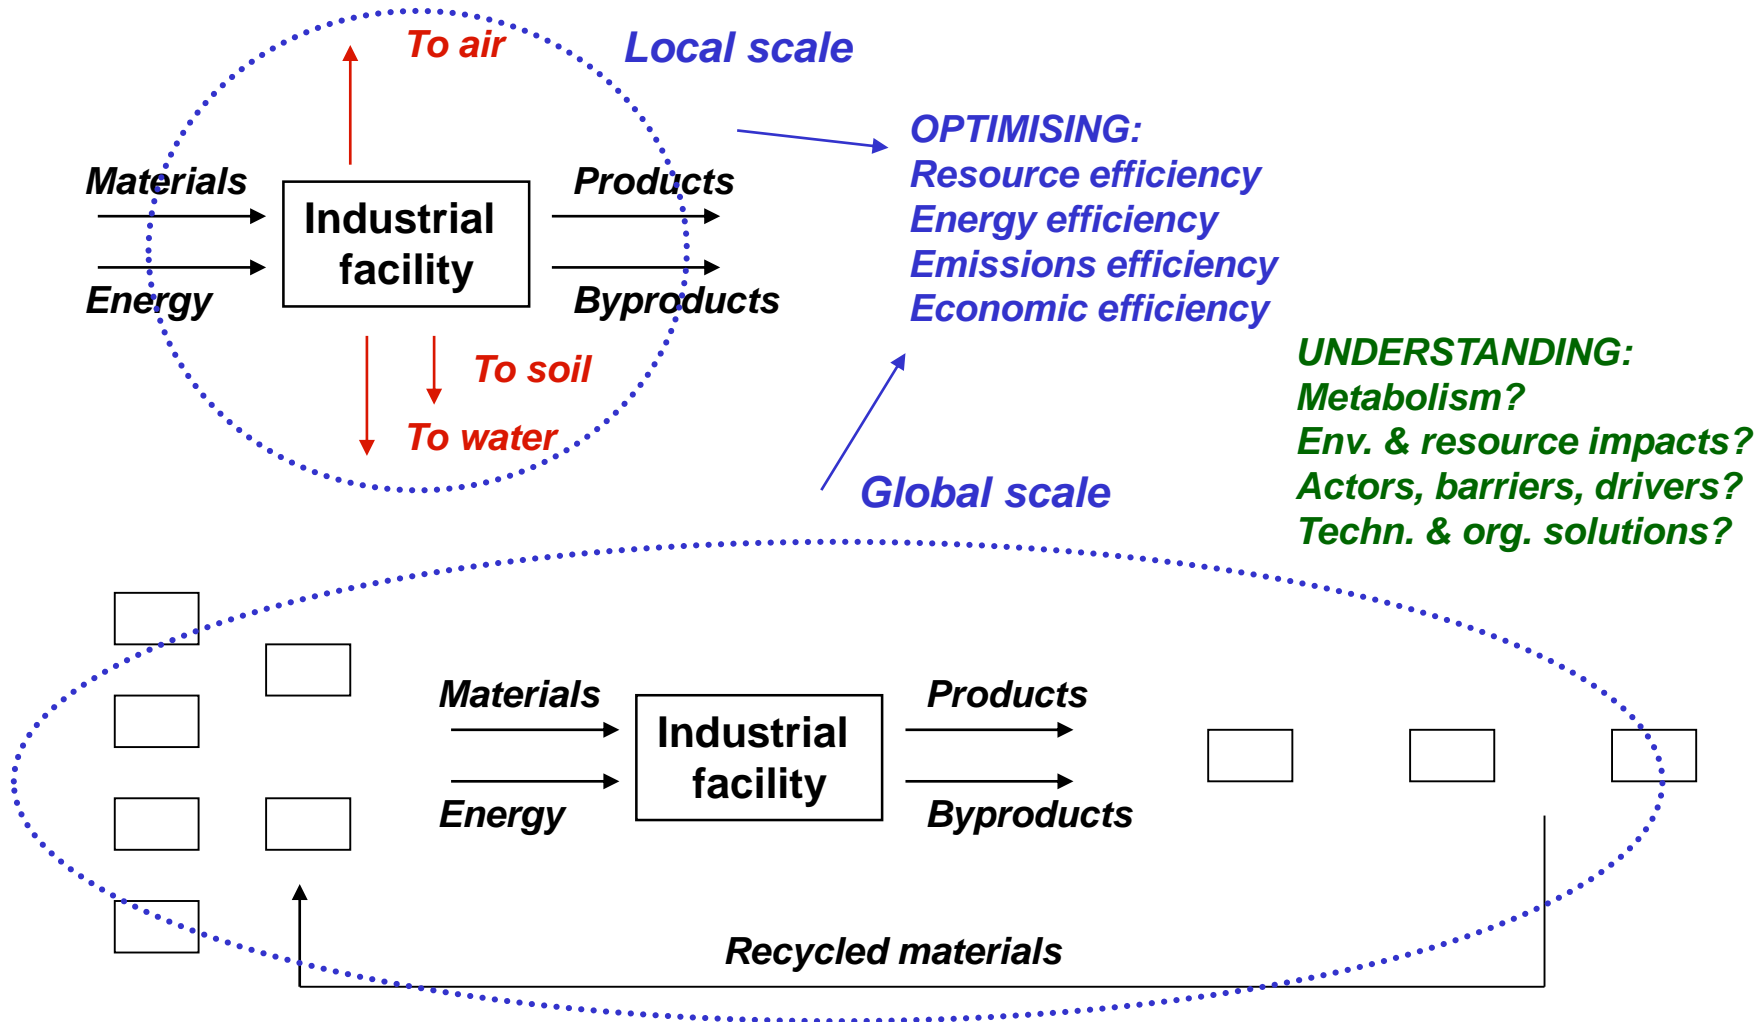 To air
Local scale
OPTIMISING:
Resource efficiency
Energy efficiency
Emissions efficiency
Economic efficiency
Materials
Energy
Industrial
facility
Products
Byproducts
To soil
To water
UNDERSTANDING:
Metabolism?
Env. & resource impacts?
Actors, barriers, drivers?
Techn. & org. solutions?
Global scale
Materials
Energy
Industrial
facility
Products
Byproducts
Recycled materials